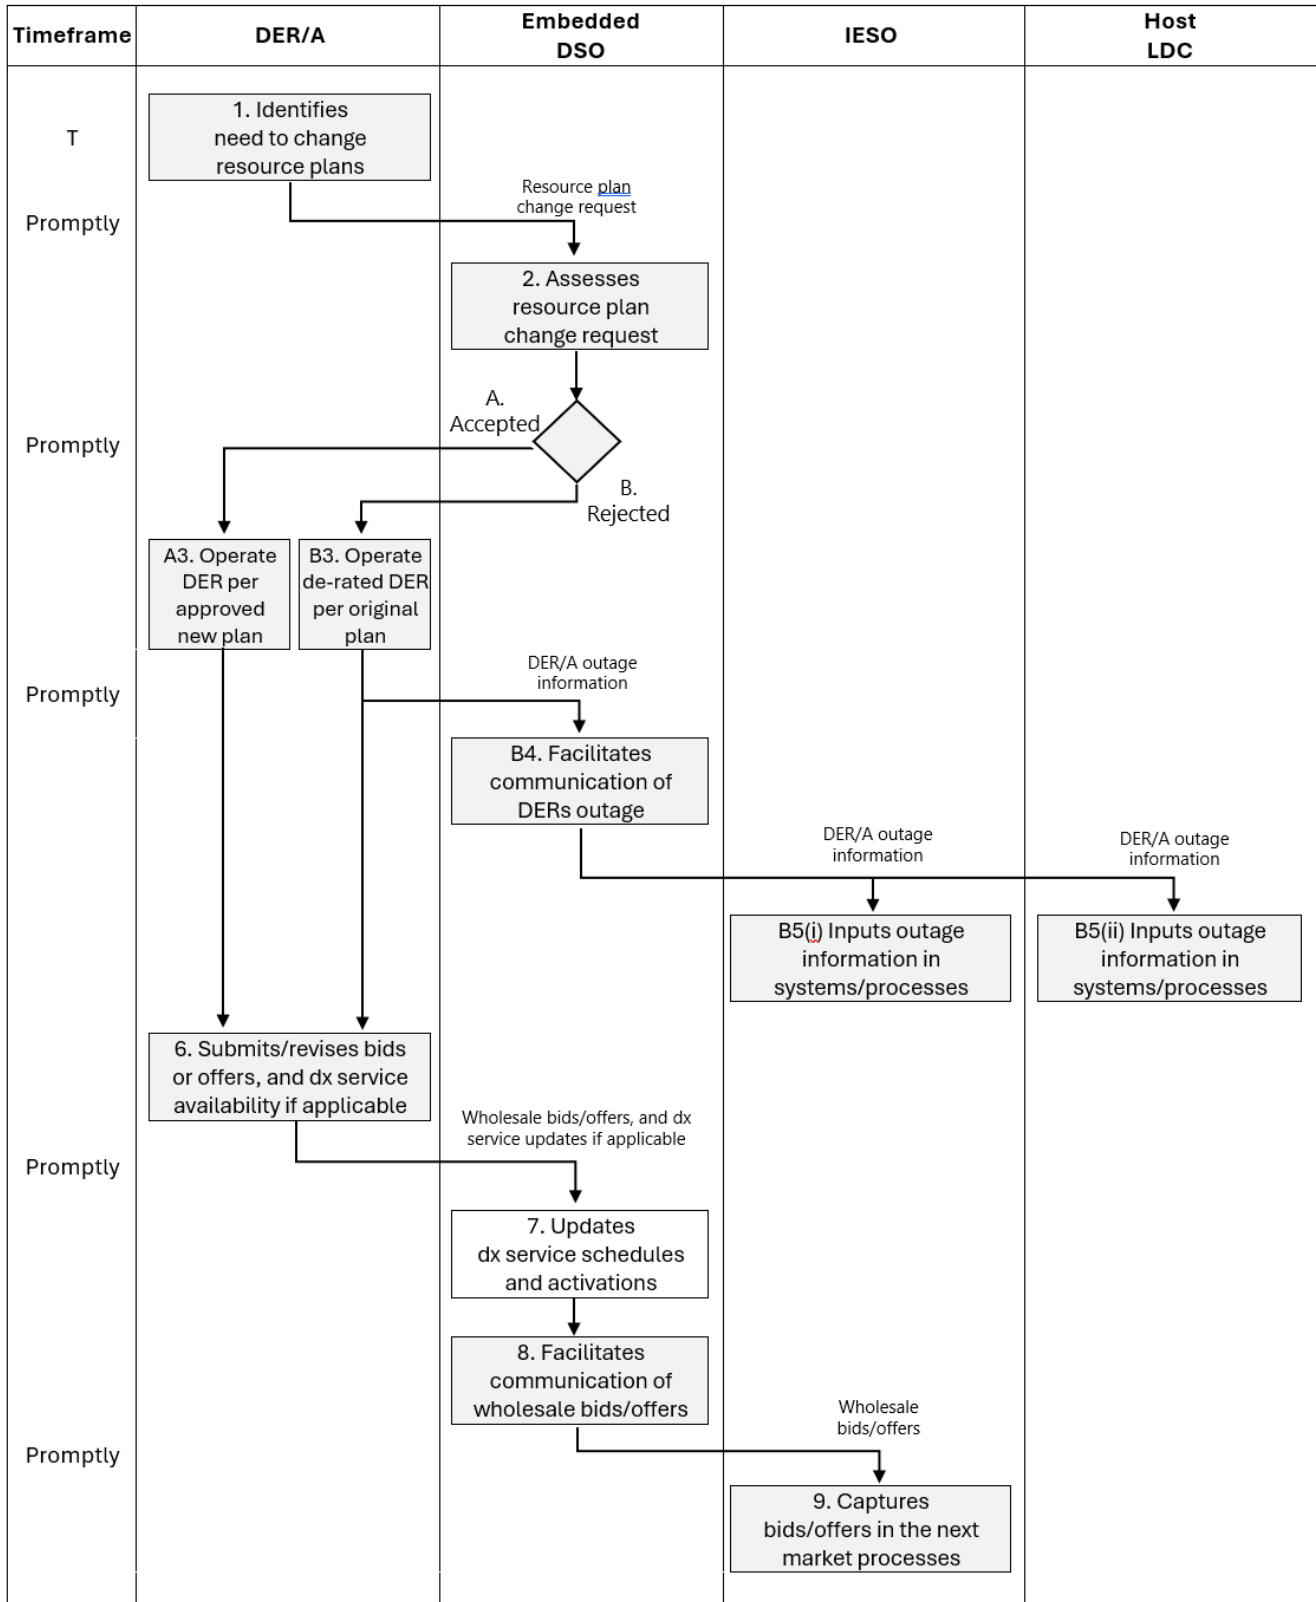 Timeframe
DER/A
Embedded
DSO
IESO
Host
LDC
T
1. Identifies
need to change
resource plans
Promptly
Resource plan
change request
2. Assesses
resource plan
change request
Promptly
A.
Accepted
B.
Rejected
A3. Operate
DER per
approved
new plan
B3. Operate
de-rated DER
per original
plan
Promptly
DER/A outage
information
B4. Facilitates
communication of
DERs outage
DER/A outage
information
DER/A outage
information
B5(i) Inputs outage
information in
systems/processes
B5(ii) Inputs outage
information in
systems/processes
6. Submits/revises bids
or offers, and dx service
availability if applicable
Promptly
Wholesale bids/offers, and dx
service updates if applicable
7. Updates
dx service schedules
and activations
8. Facilitates
communication of
wholesale bids/offers
Promptly
Wholesale
bids/offers
9. Captures
bids/offers in the next
market processes